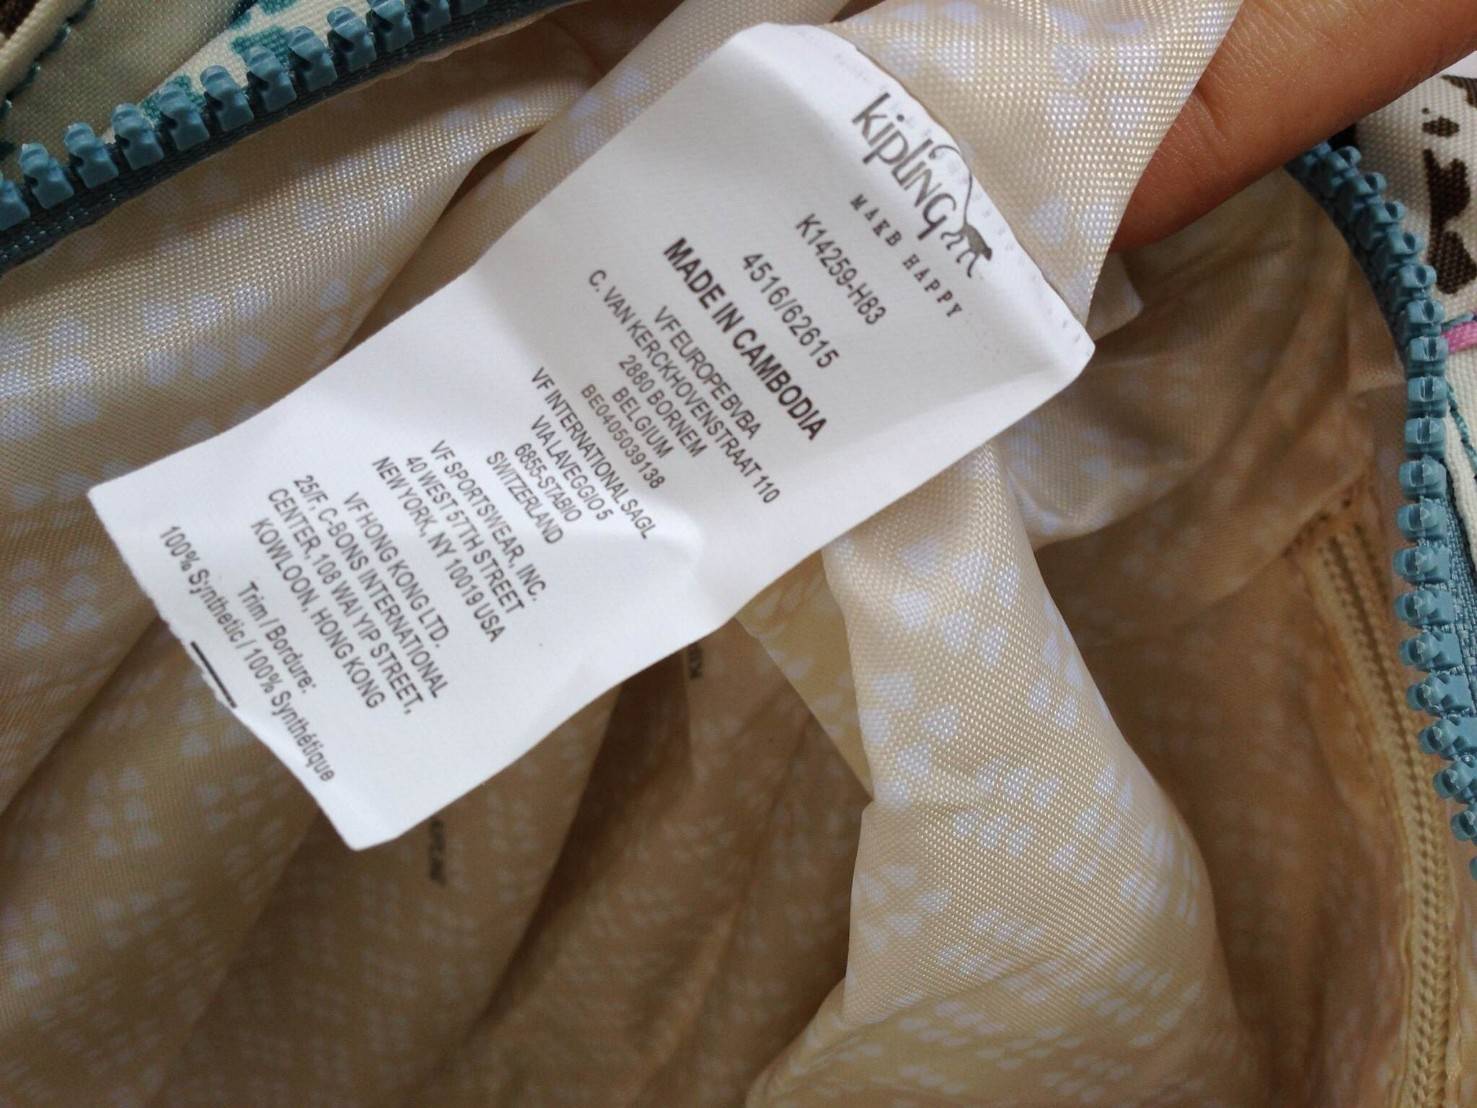 kipling
MAKE HAPPY
K14259-H83
4516/62615
MADE IN CAMBODIA
VF EUROPE BVBA
C. VAN KERCKHOVENSTRAAT 110
2880 BORNEM
BELGIUM
BE0405039138
VF INTERNATIONAL SAGL
VIA LAVEGGIO 5
6855-STABIO
SWITZERLAND
VF SPORTSWEAR, INC.
40 WEST 57TH STREET
NEW YORK, NY 10019 USA
VF HONG KONG LTD.
25/F. C-BONS INTERNATIONAL
CENTER, 108 WAI YIP STREET,
KOWLOON, HONG KONG
Trim / Bordure:
100% Synthetic / 100% Synthétique